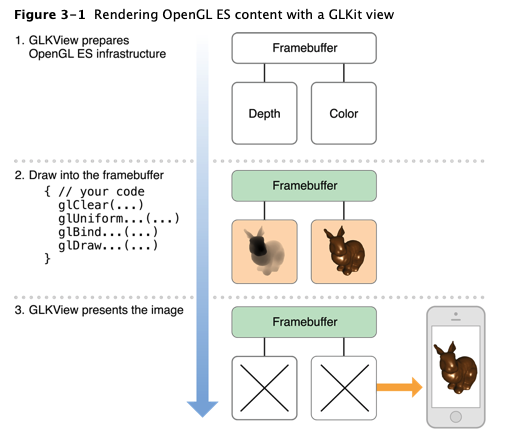 Figure 3-1 Rendering OpenGL ES content with a GLKit view
1. GLKView prepares
OpenGL ES infrastructure
Framebuffer
Depth
Color
2. Draw into the framebuffer
{ // your code
glClear(...)
glUniform...(...)
glBind...(...)
glDraw...(...)
}
Framebuffer
3. GLKView presents the image
Framebuffer